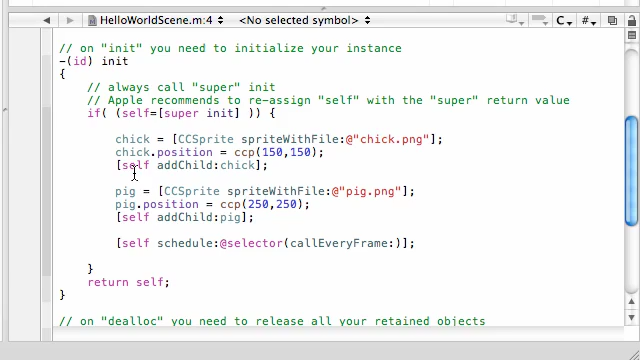 HelloWorldScene.m:4 <No selected symbol> C #
// on "init" you need to initialize your instance
-(id) init
{
// always call "super" init
// Apple recommends to re-assign "self" with the "super" return value
if( (self=[super init] )) {
chick = [CCSprite spriteWithFile:@"chick.png"];
chick.position = ccp(150,150);
[self addChild:chick];
pig = [CCSprite spriteWithFile:@"pig.png"];
pig.position = ccp(250,250);
[self addChild:pig];
[self schedule:@selector(callEveryFrame:)];
}
return self;
}
// on "dealloc" you need to release all your retained objects